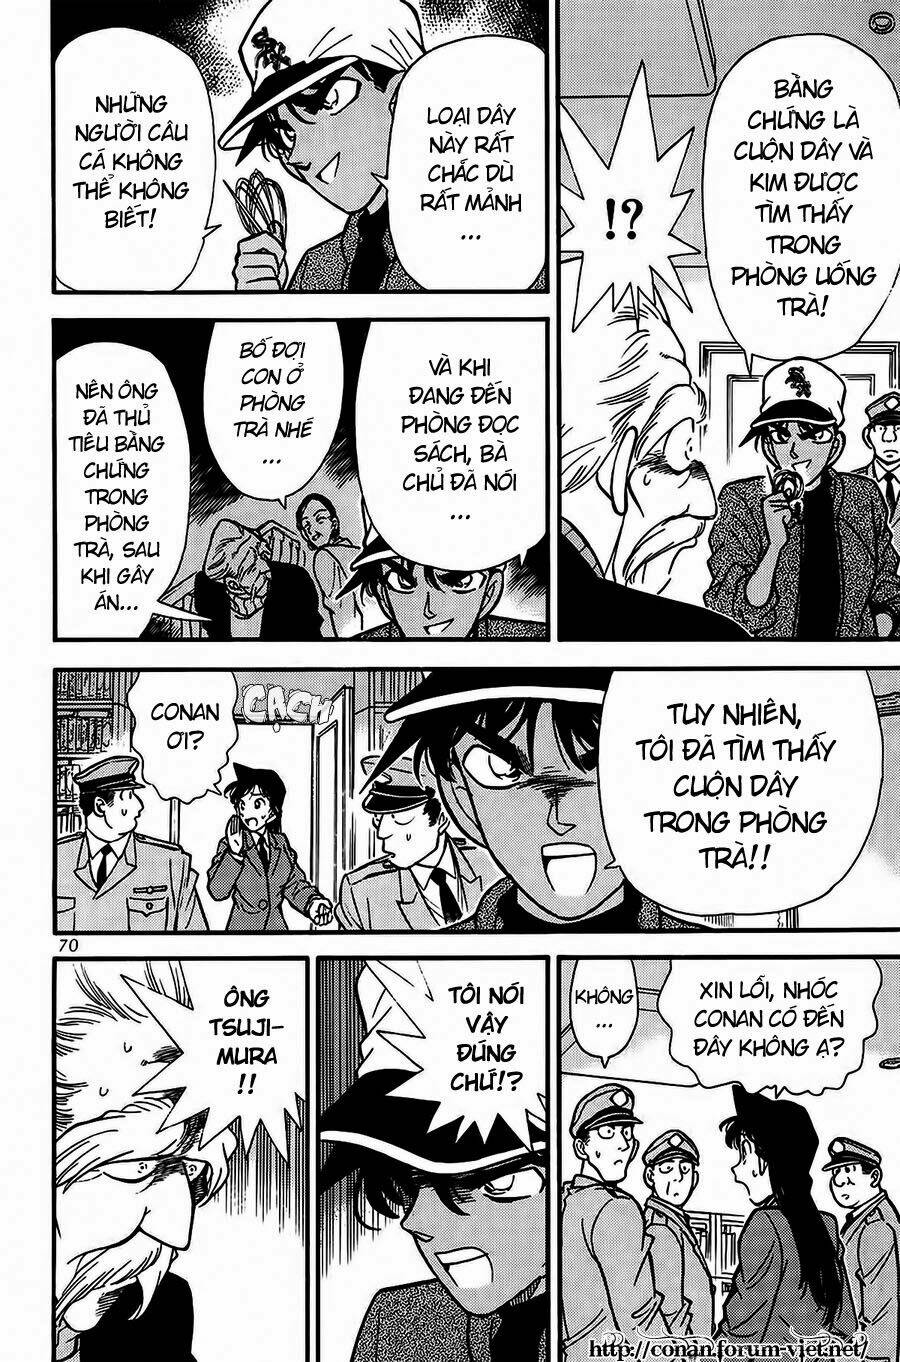 BẰNG
CHỨNG LÀ
CUỘN DÂY VÀ
KIM ĐƯỢC
TÌM THẤY
TRONG
PHÒNG UỐNG
TRÀ!
!?
LOẠI DÂY
NÀY RẤT
CHẮC DÙ
RẤT MẢNH
...
NHỮNG
NGƯỜI CÂU
CÁ KHÔNG
THỂ KHÔNG
BIẾT!
VÀ KHI
ĐANG ĐẾN
PHÒNG ĐỌC
SÁCH, BÀ
CHỦ ĐÃ NÓI
...
BỐ ĐỢI
CON Ở
PHÒNG
TRÀ NHÉ
...
NÊN ÔNG
ĐÃ THỦ
TIÊU BẰNG
CHỨNG
TRONG
PHÒNG
TRÀ, SAU
KHI GÂY
ÁN...
TUY NHIÊN,
TÔI ĐÃ TÌM THẤY
CUỘN DÂY
TRONG PHÒNG
TRÀ!!
CẠCH
CONAN
ƠI?
70
XIN LỖI, NHÓC
CONAN CÓ ĐẾN
ĐÂY KHÔNG Ạ?
KHÔNG
...
TÔI NÓI
VẬY
ĐÚNG
CHỨ!?
ÔNG
TSUJI-
MURA
!!
http://conan.forum-viet.net/